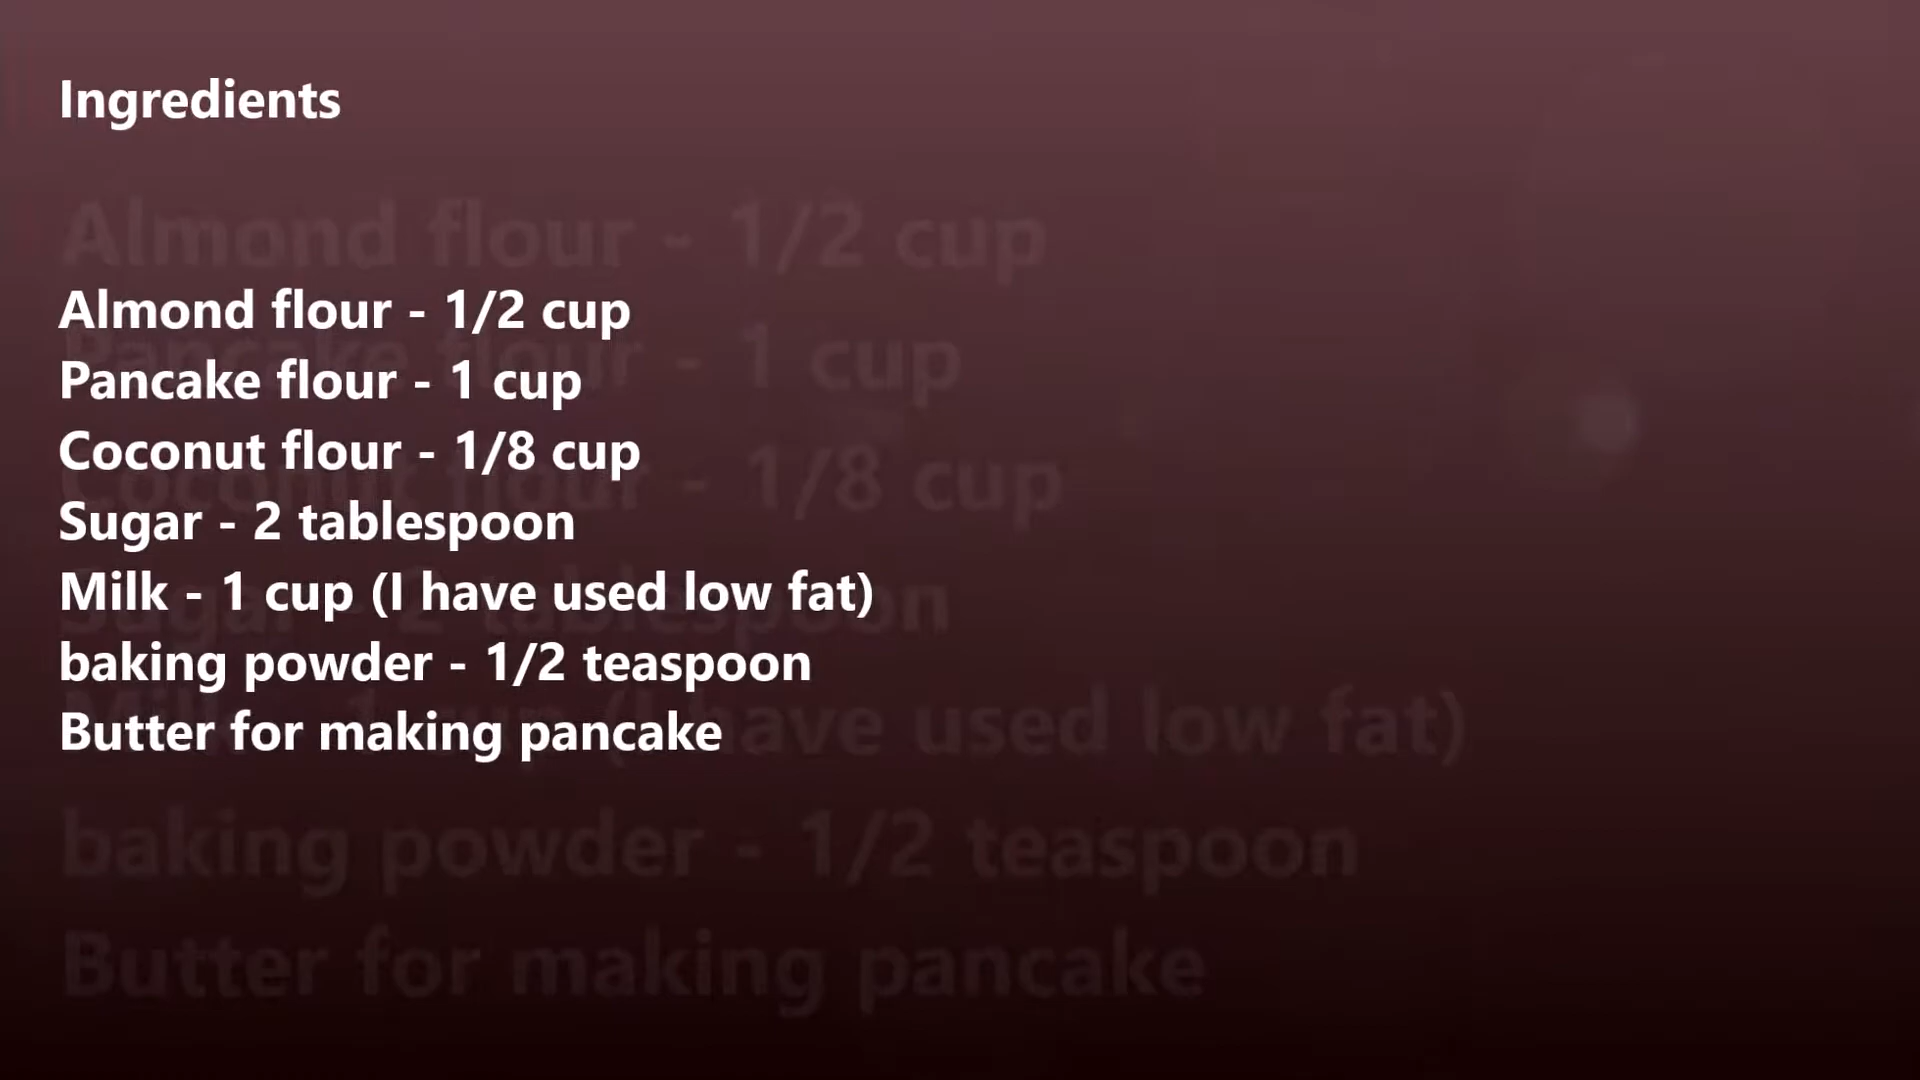 Ingredients
Almond flour - 1/2 cup
Pancake flour - 1 cup
Coconut flour - 1/8 cup
Sugar - 2 tablespoon
Milk - 1 cup (I have used low fat)
baking powder - 1/2 teaspoon
Butter for making pancake